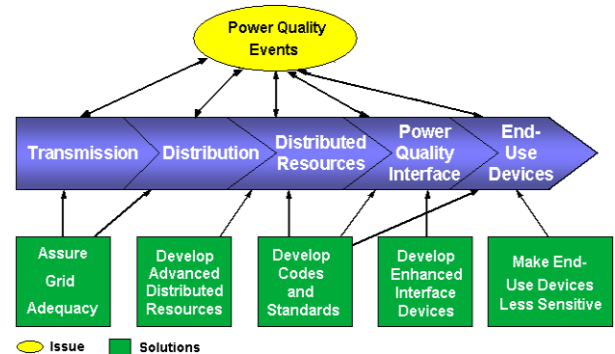 Power Quality
Events
Transmission
Distribution
Distributed
Resources
Power
Quality
Interface
End-
Use
Devices
Assure
Grid
Adequacy
Develop
Advanced
Distributed
Resources
Develop
Codes
and
Standards
Develop
Enhanced
Interface
Devices
Make End-
Use Devices
Less Sensitive
Issue
Solutions